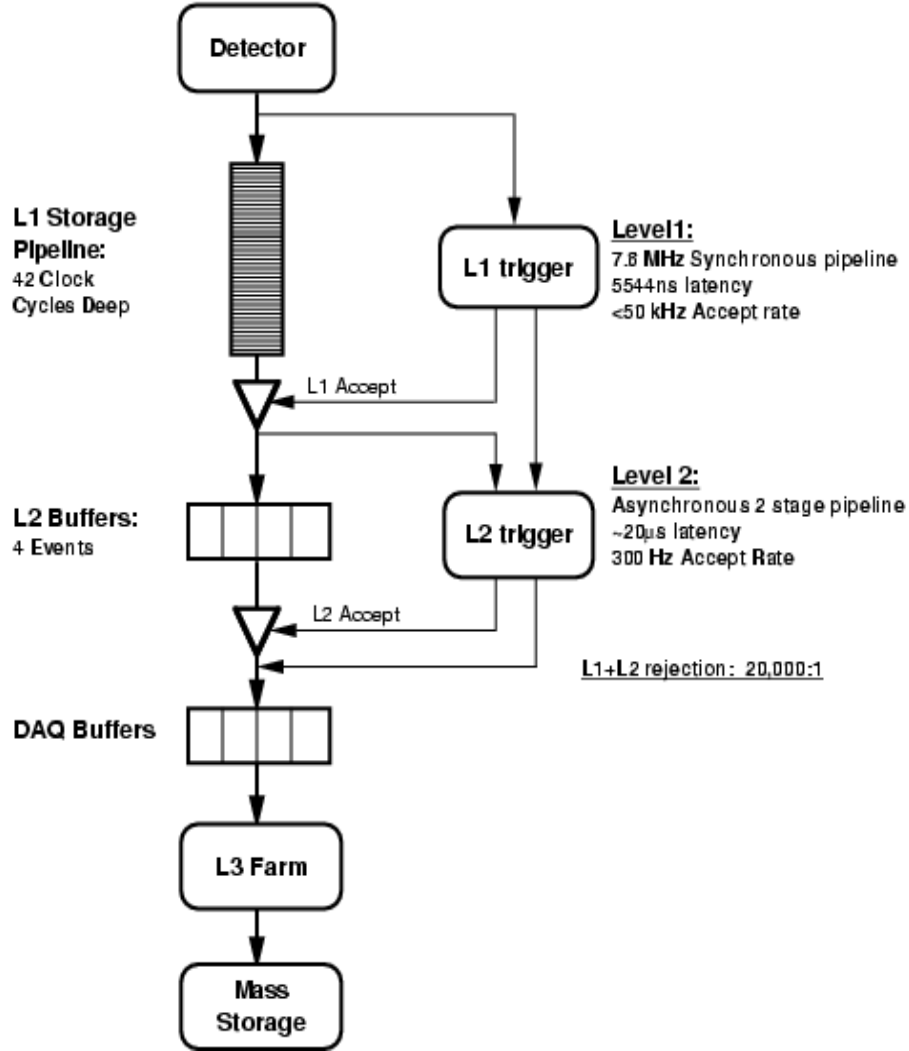 Detector
L1 Storage
Pipeline:
42 Clock
Cycles Deep
L1 trigger
Level1:
7.6 MHz Synchronous pipeline
5544ns latency
<50 kHz Accept rate
L1 Accept
L2 Buffers:
4 Events
L2 trigger
Level 2:
Asynchronous 2 stage pipeline
~20µs latency
300 Hz Accept Rate
L2 Accept
L1+L2 rejection: 20,000:1
DAQ Buffers
L3 Farm
Mass
Storage